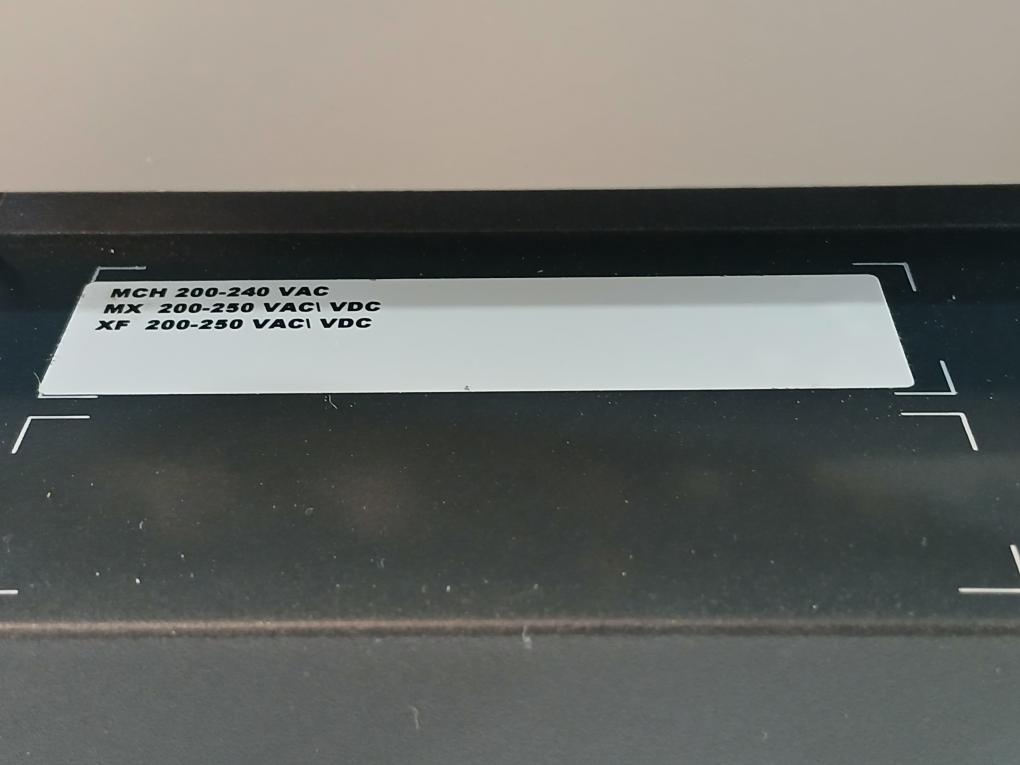 MCH 200-240 VAC
MX 200-250 VAC\ VDC
XF 200-250 VAC\ VDC